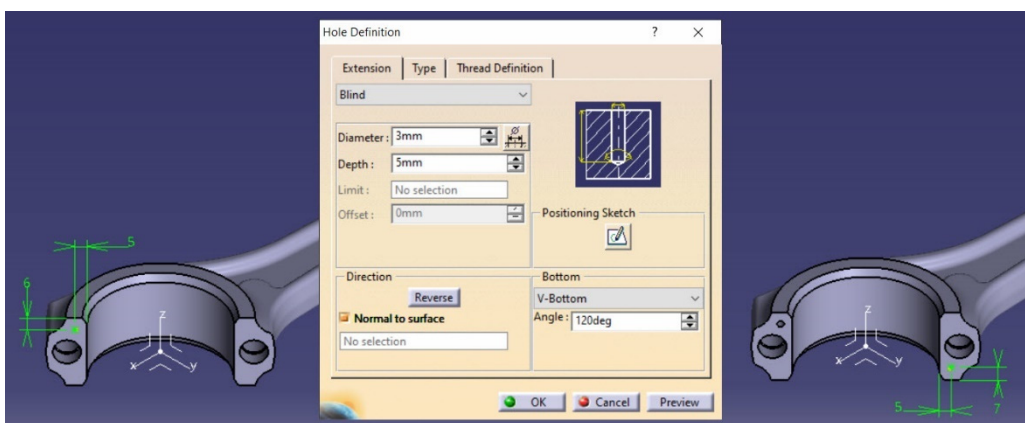 Hole Definition ? ×
Extension Type Thread Definition
Blind
Diameter : 3mm
Depth : 5mm
Limit : No selection
Offset : 0mm
Positioning Sketch
Direction
Reverse
Normal to surface
No selection
Bottom
V-Bottom
Angle : 120deg
OK Cancel Preview
5
6
z
x y
z
x y
5 7